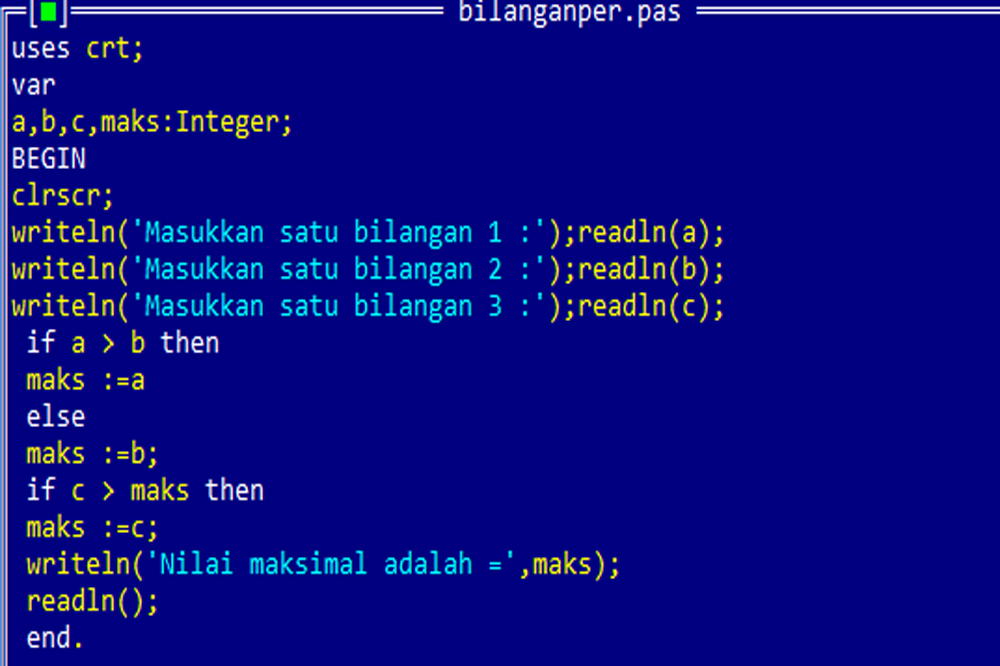 [■] bilanganper.pas
uses crt;
var
a,b,c,maks:Integer;
BEGIN
clrscr;
writeln('Masukkan satu bilangan 1 :');readln(a);
writeln('Masukkan satu bilangan 2 :');readln(b);
writeln('Masukkan satu bilangan 3 :');readln(c);
 if a > b then
 maks :=a
 else
 maks :=b;
 if c > maks then
 maks :=c;
 writeln('Nilai maksimal adalah =',maks);
 readln();
 end.